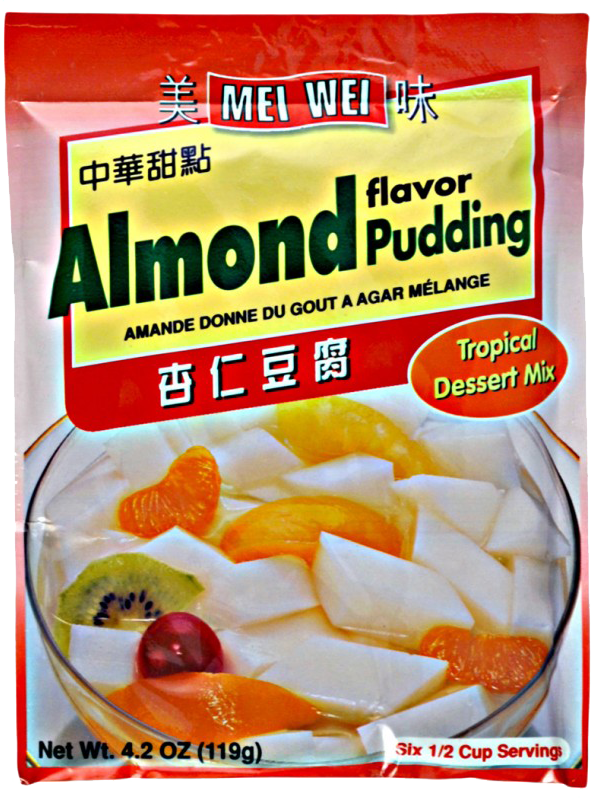 美 MEI WEI 味
中華甜點
Almond flavor Pudding
AMANDE DONNE DU GOUT A AGAR MÉLANGE
杏仁豆腐
Tropical
Dessert Mix
Net Wt. 4.2 OZ (119g)
Six 1/2 Cup Servings